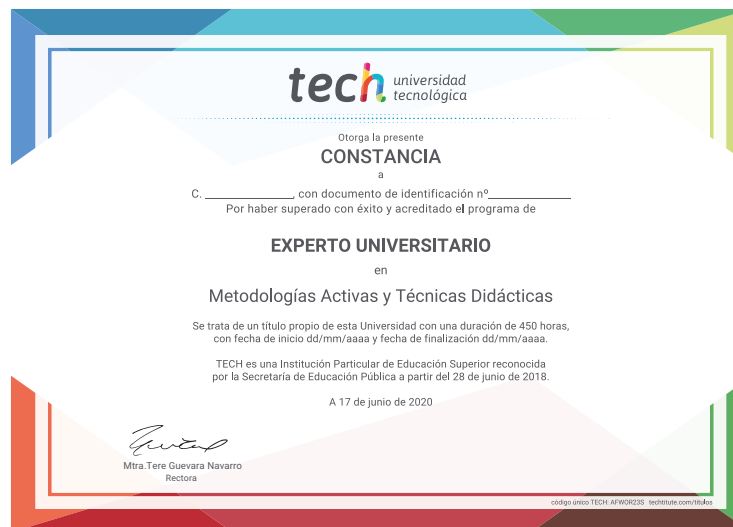 tech universidad
tecnológica
Otorga la presente
CONSTANCIA
a
C. ______________, con documento de identificación nº______________
Por haber superado con éxito y acreditado el programa de
EXPERTO UNIVERSITARIO
en
Metodologías Activas y Técnicas Didácticas
Se trata de un título propio de esta Universidad con una duración de 450 horas,
con fecha de inicio dd/mm/aaaa y fecha de finalización dd/mm/aaaa.
TECH es una Institución Particular de Educación Superior reconocida
por la Secretaría de Educación Pública a partir del 28 de junio de 2018.
A 17 de junio de 2020
Mtra.Tere Guevara Navarro
Rectora
código único TECH: AFWOR23S techtitute.com/títulos